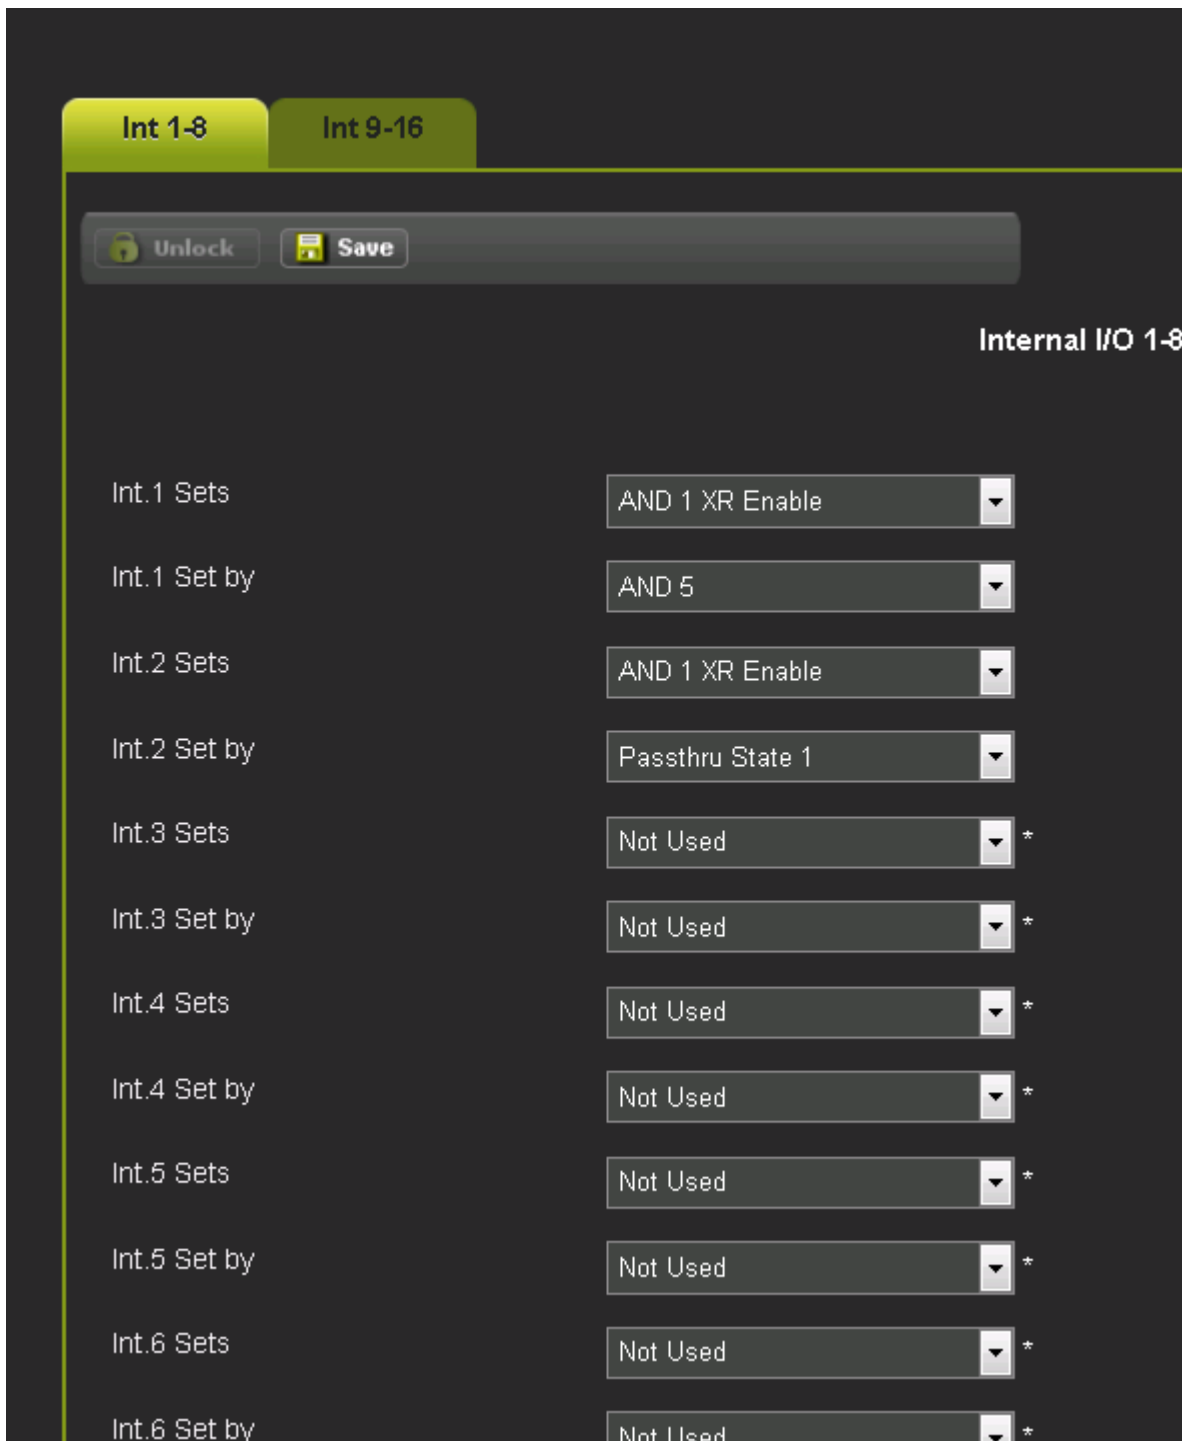 Int 1-8 Int 9-16
Unlock Save
Internal I/O 1-8
Int.1 Sets AND 1 XR Enable
Int.1 Set by AND 5
Int.2 Sets AND 1 XR Enable
Int.2 Set by Passthru State 1
Int.3 Sets Not Used *
Int.3 Set by Not Used *
Int.4 Sets Not Used *
Int.4 Set by Not Used *
Int.5 Sets Not Used *
Int.5 Set by Not Used *
Int.6 Sets Not Used *
Int.6 Set by Not Used *